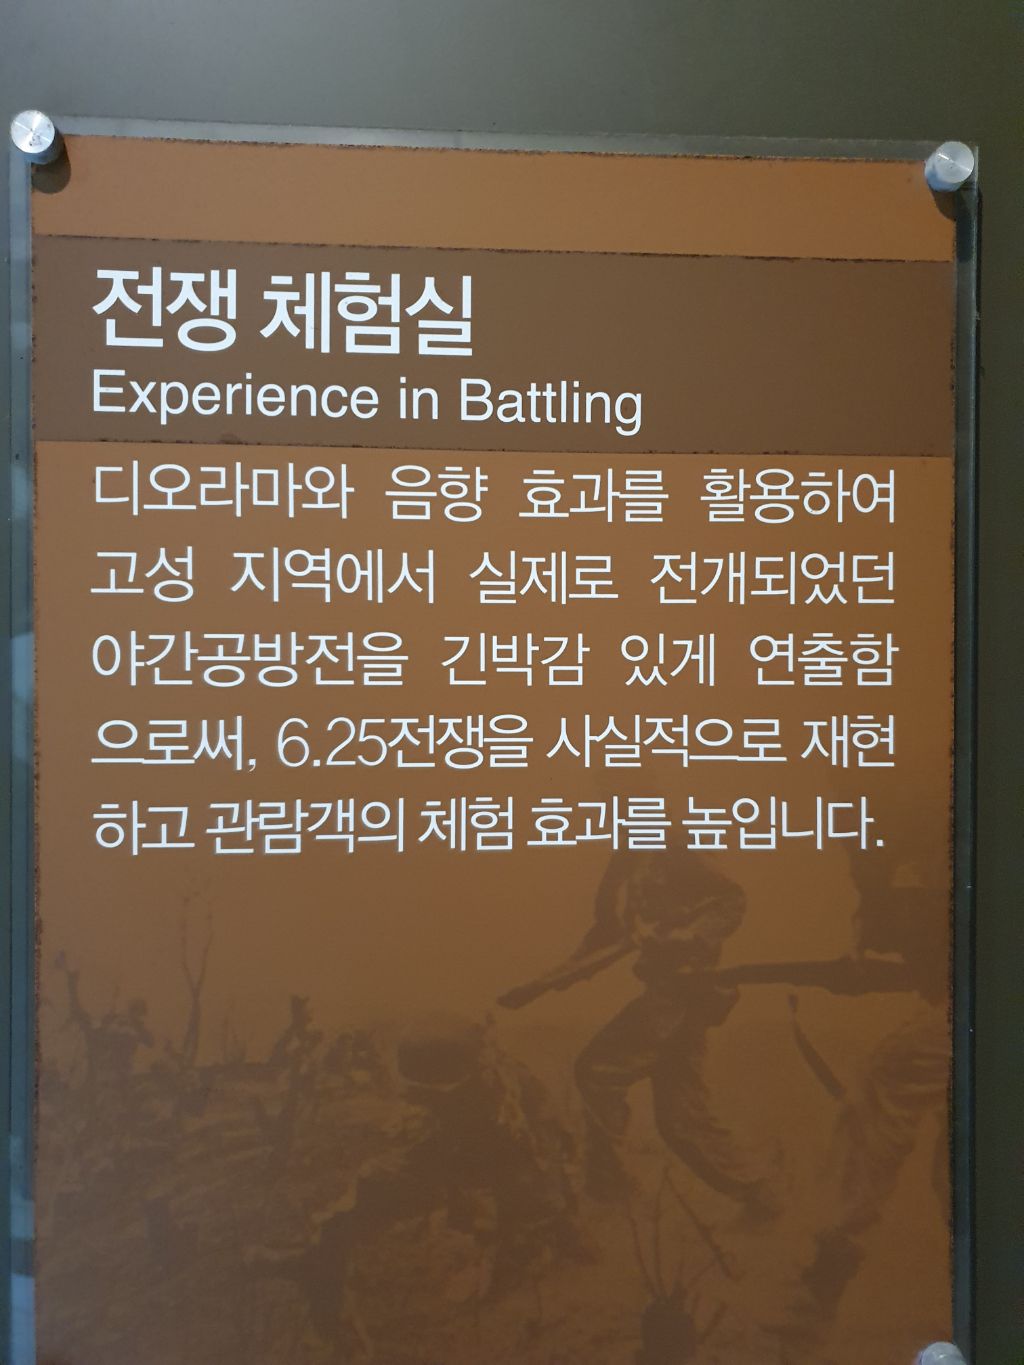 전쟁 체험실
Experience in Battling
디오라마와 음향 효과를 활용하여
고성 지역에서 실제로 전개되었던
야간공방전을 긴박감 있게 연출함
으로써, 6.25전쟁을 사실적으로 재현
하고 관람객의 체험 효과를 높입니다.